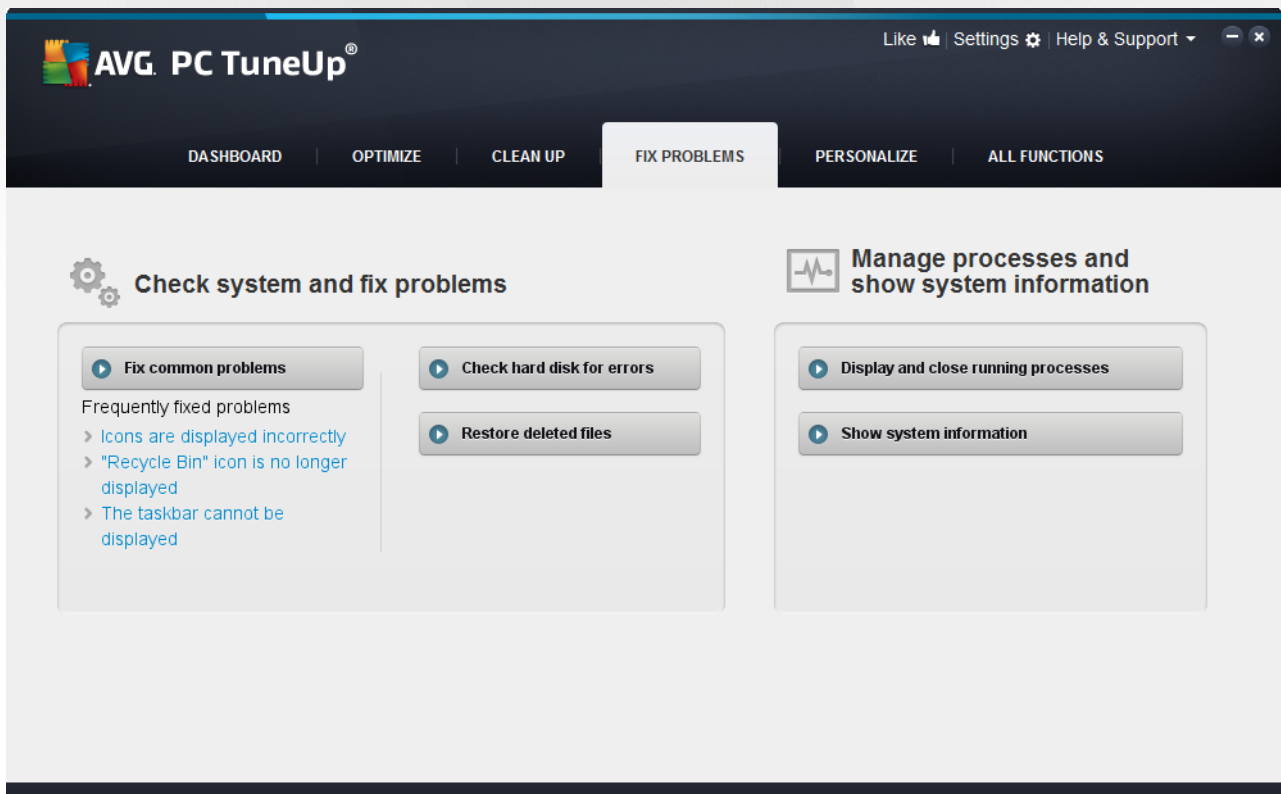 Like | Settings | Help & Support
AVG. PC TuneUp®
DASHBOARD
OPTIMIZE
CLEAN UP
FIX PROBLEMS
PERSONALIZE
ALL FUNCTIONS
Check system and fix problems
Fix common problems
Frequently fixed problems
Icons are displayed incorrectly
"Recycle Bin" icon is no longer
displayed
The taskbar cannot be
displayed
Check hard disk for errors
Restore deleted files
Manage processes and
show system information
Display and close running processes
Show system information